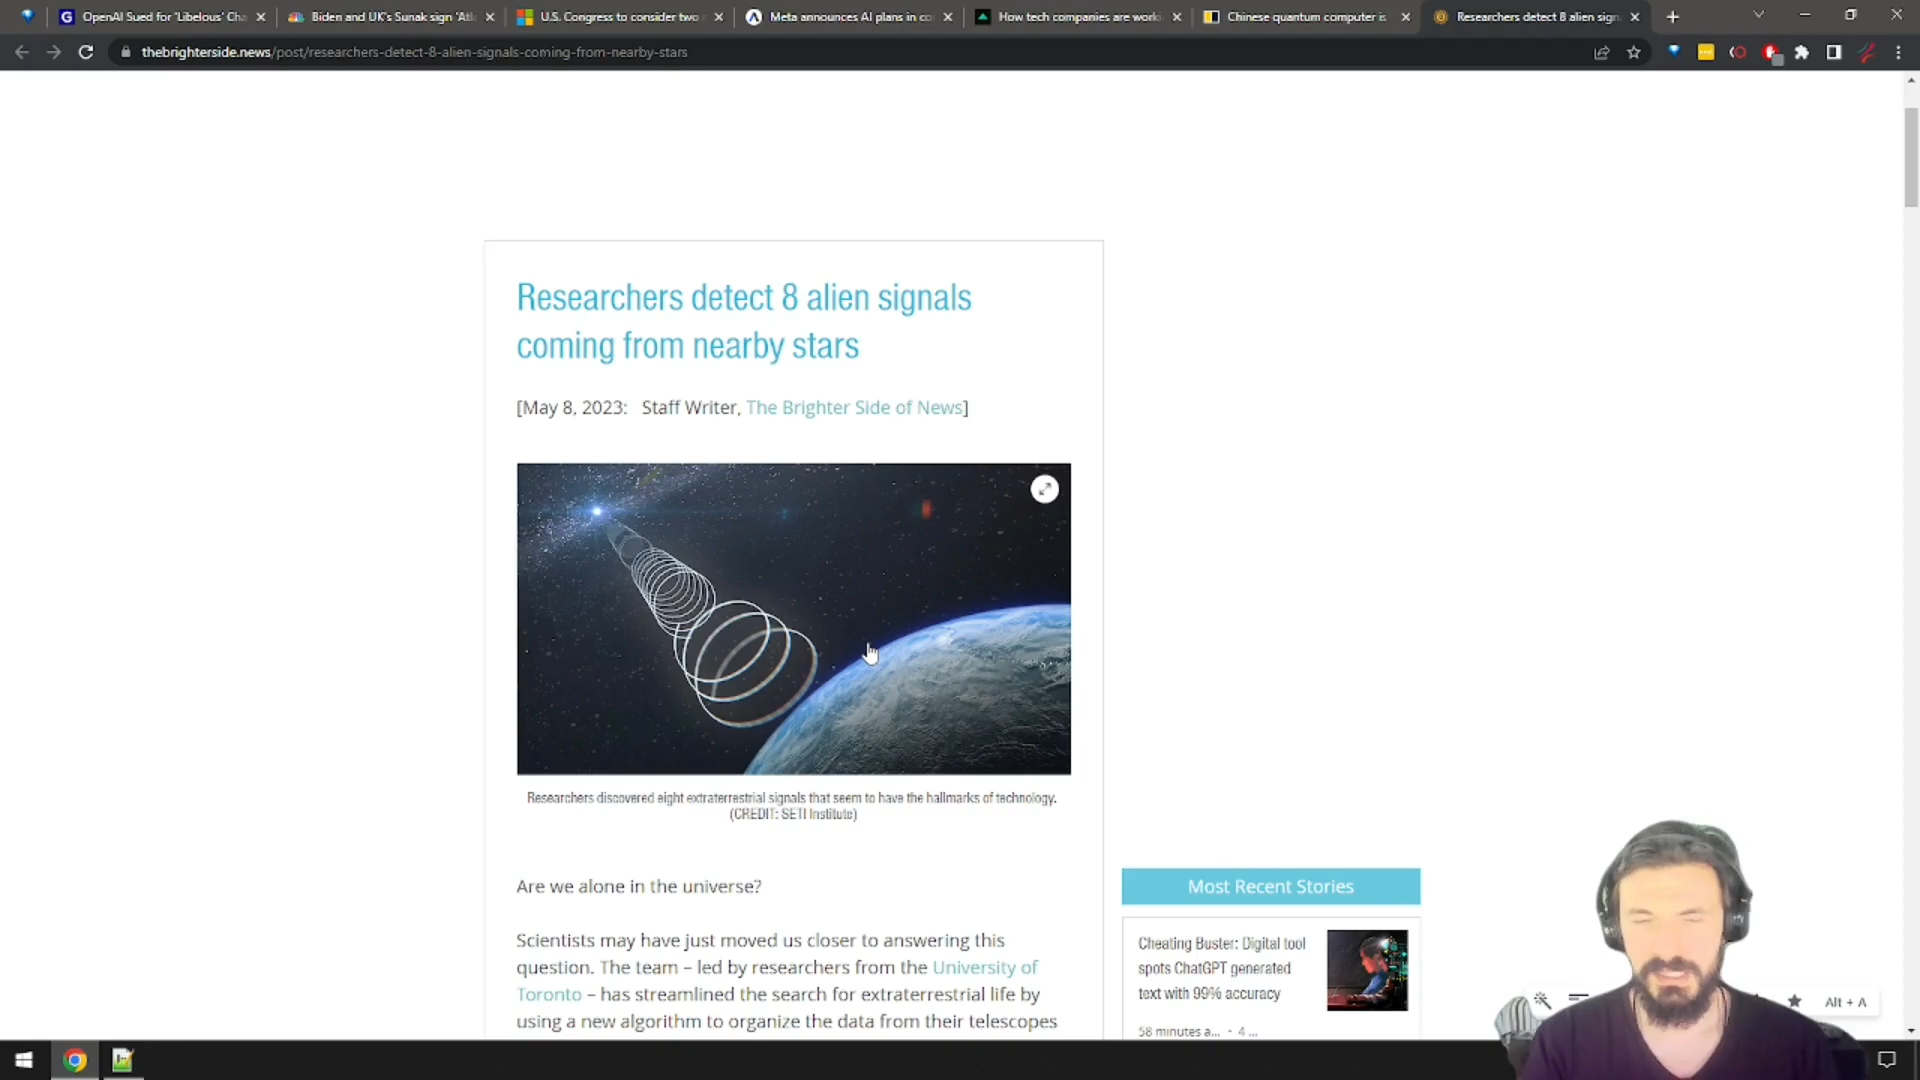 OpenAI Sued for 'Libelous' Cha
Biden and UK's Sunak sign 'Atl
U.S. Congress to consider two
Meta announces AI plans in co
How tech companies are worki
Chinese quantum computer is
Researchers detect 8 alien sign
thebrighterside.news/post/researchers-detect-8-alien-signals-coming-from-nearby-stars
Researchers detect 8 alien signals
coming from nearby stars
[May 8, 2023: Staff Writer, The Brighter Side of News]
Researchers discovered eight extraterrestrial signals that seem to have the hallmarks of technology.
(CREDIT: SETI Institute)
Are we alone in the universe?
Scientists may have just moved us closer to answering this
question. The team – led by researchers from the University of
Toronto – has streamlined the search for extraterrestrial life by
using a new algorithm to organize the data from their telescopes
Most Recent Stories
Cheating Buster: Digital tool
spots ChatGPT generated
text with 99% accuracy
58 minutes a... · 4 ...
Alt + A